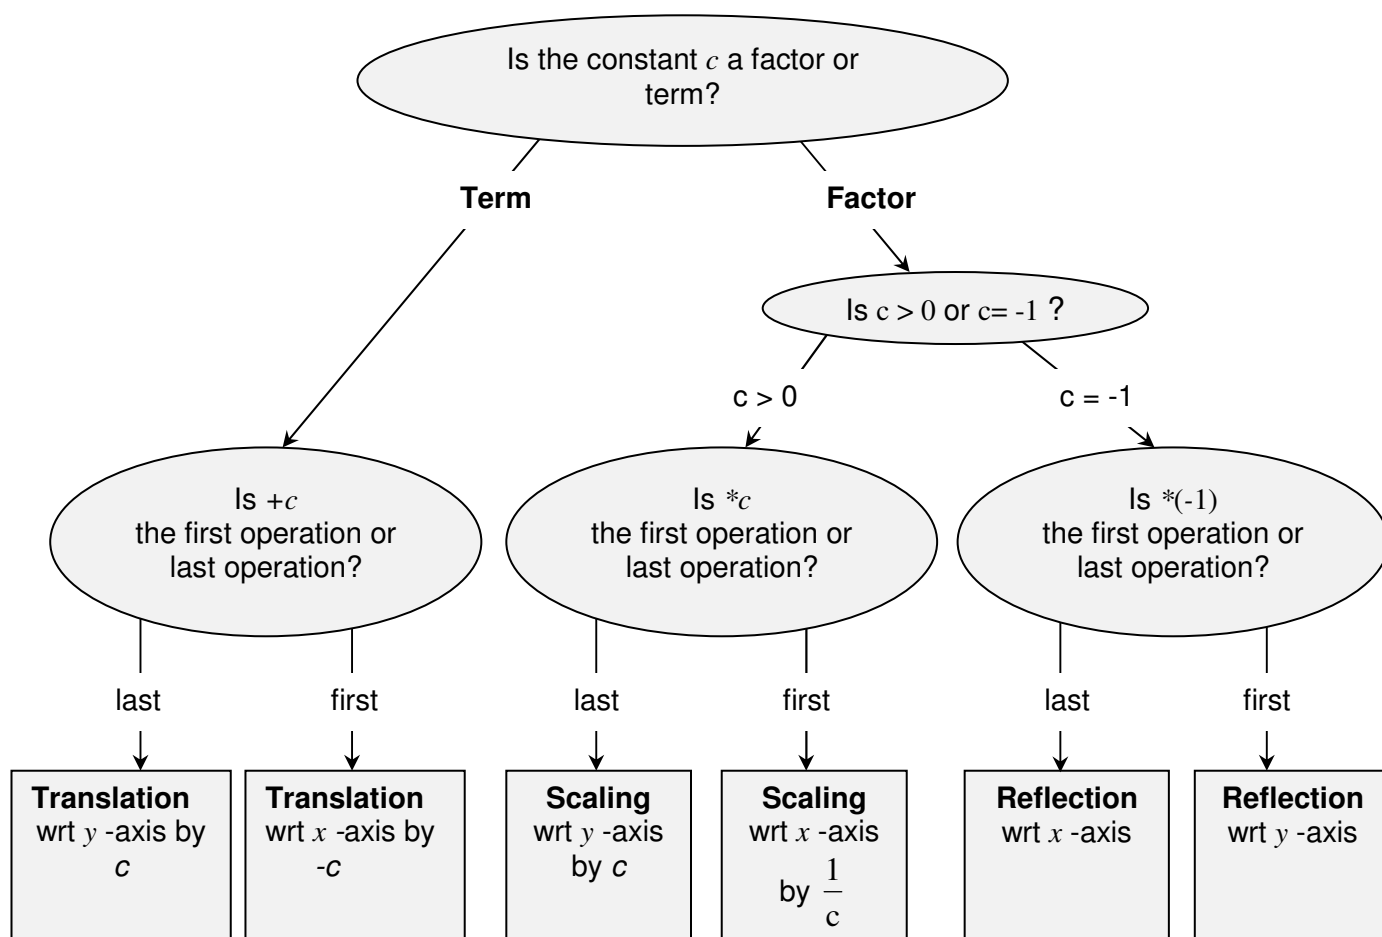 Is the constant c a factor or
term?
Term
Factor
Is c > 0 or c= -1 ?
c > 0
c = -1
Is +c
the first operation or
last operation?
Is *c
the first operation or
last operation?
Is *(-1)
the first operation or
last operation?
last
first
last
first
last
first
Translation
wrt y -axis by
c
Translation
wrt x -axis by
-c
Scaling
wrt y -axis
by c
Scaling
wrt x -axis
by 1/c
Reflection
wrt x -axis
Reflection
wrt y -axis